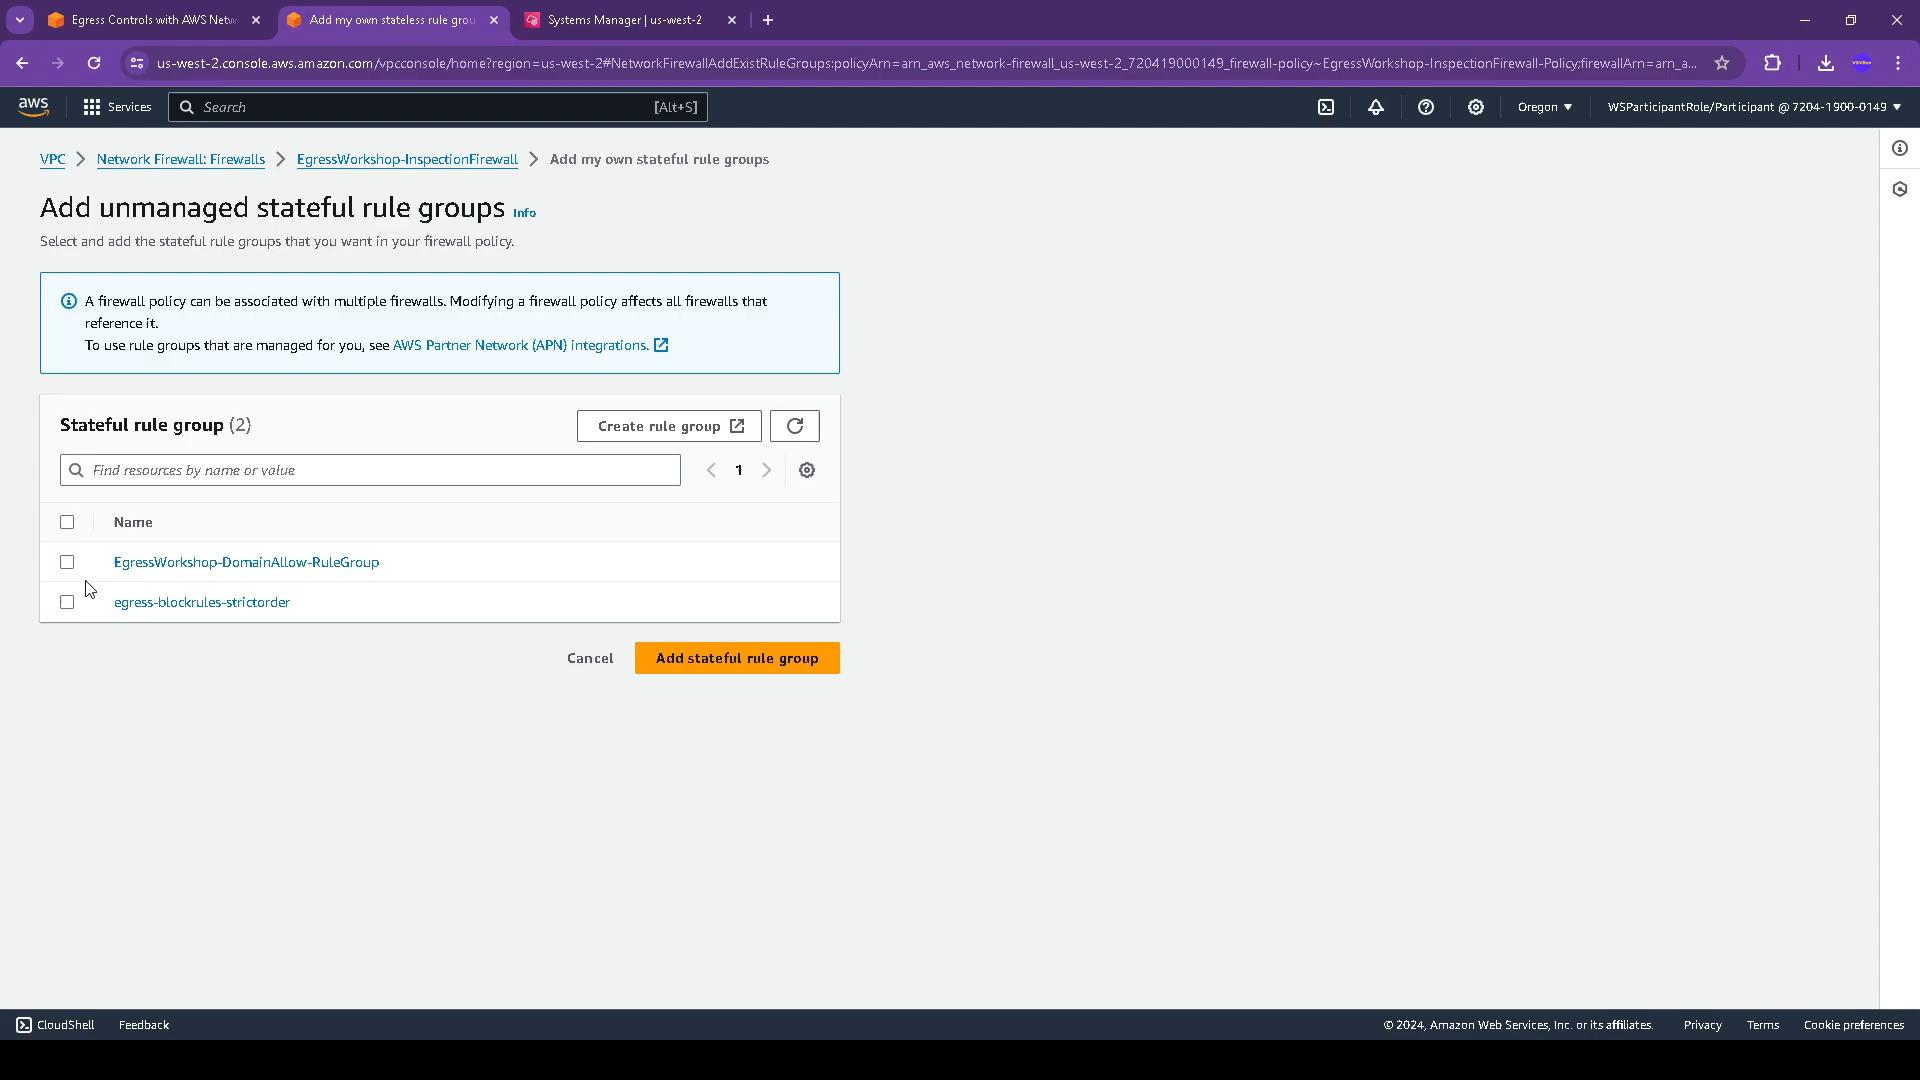 Egress Controls with AWS Netw
Add my own stateless rule grou
Systems Manager | us-west-2
us-west-2.console.aws.amazon.com/vpcconsole/home?region=us-west-2#NetworkFirewallAddExistRuleGroups:policyArn=arn_aws_network-firewall_us-west-2_720419000149_firewall-policy~EgressWorkshop-InspectionFirewall-Policy;firewallArn=arn_a...
aws
Services
Search
[Alt+S]
Oregon
WSParticipantRole/Participant @ 7204-1900-0149
VPC
Network Firewall: Firewalls
EgressWorkshop-InspectionFirewall
Add my own stateful rule groups
Add unmanaged stateful rule groups Info
Select and add the stateful rule groups that you want in your firewall policy.
A firewall policy can be associated with multiple firewalls. Modifying a firewall policy affects all firewalls that
reference it.
To use rule groups that are managed for you, see AWS Partner Network (APN) integrations.
Stateful rule group (2)
Create rule group
Find resources by name or value
1
Name
EgressWorkshop-DomainAllow-RuleGroup
egress-blockrules-strictorder
Cancel
Add stateful rule group
CloudShell
Feedback
© 2024, Amazon Web Services, Inc. or its affiliates.
Privacy
Terms
Cookie preferences